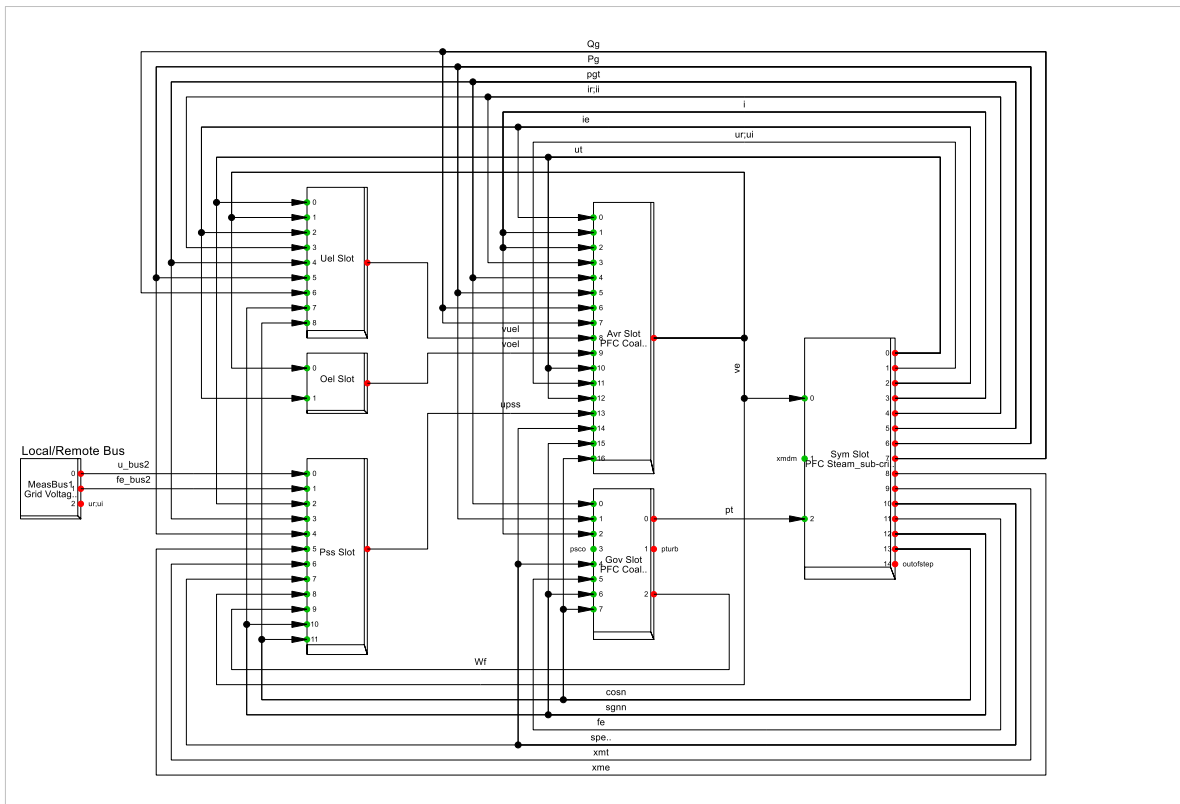 Qg
Pg
pgt
ir;ii
i
ie
ur;ui
ut
0
1
2
3
4
5
6
7
8
Uel Slot
0
1
Oel Slot
vuel
voel
upss
0
1
2
3
4
5
6
7
8
9
10
11
12
13
14
15
16
Avr Slot
PFC Coal..
ve
0
xmdm
1
2
Sym Slot
PFC Steam_sub-cri..
0
1
2
3
4
5
6
7
8
9
10
11
12
13
14
outofstep
Local/Remote Bus
MeasBus1
Grid Voltag..
0
1
2
ur;ui
u_bus2
fe_bus2
0
1
2
3
4
5
6
7
8
9
10
11
Pss Slot
0
1
2
psco
3
4
5
6
7
Gov Slot
PFC Coal..
0
1
2
pturb
pt
Wf
cosn
sgnn
fe
spe..
xmt
xme